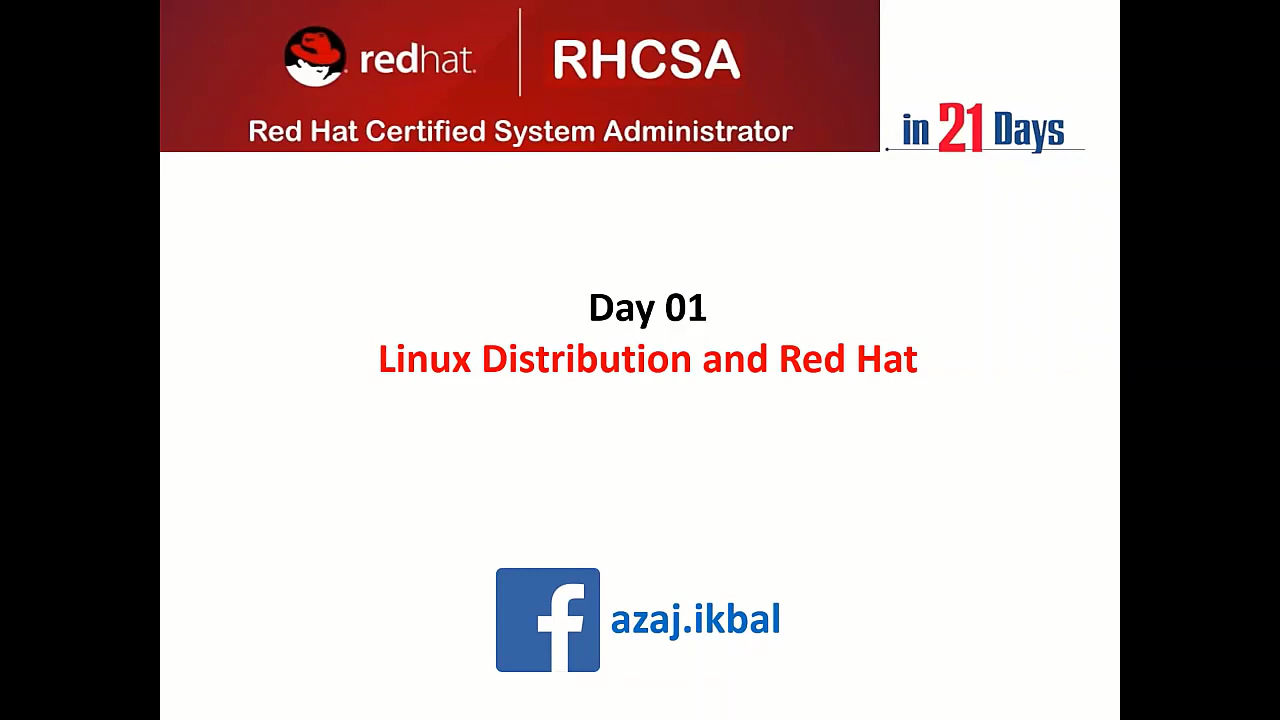 redhat.
RHCSA
Red Hat Certified System Administrator
in 21 Days
Day 01
Linux Distribution and Red Hat
f azaj.ikbal